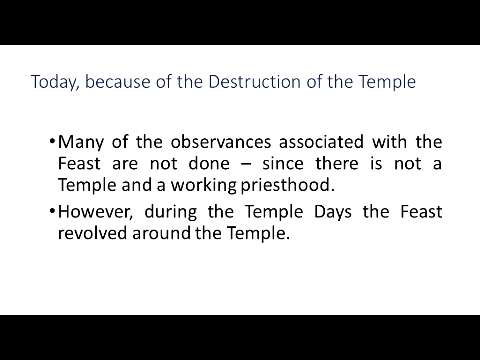 Today, because of the Destruction of the Temple
•Many of the observances associated with the
Feast are not done – since there is not a
Temple and a working priesthood.
•However, during the Temple Days the Feast
revolved around the Temple.